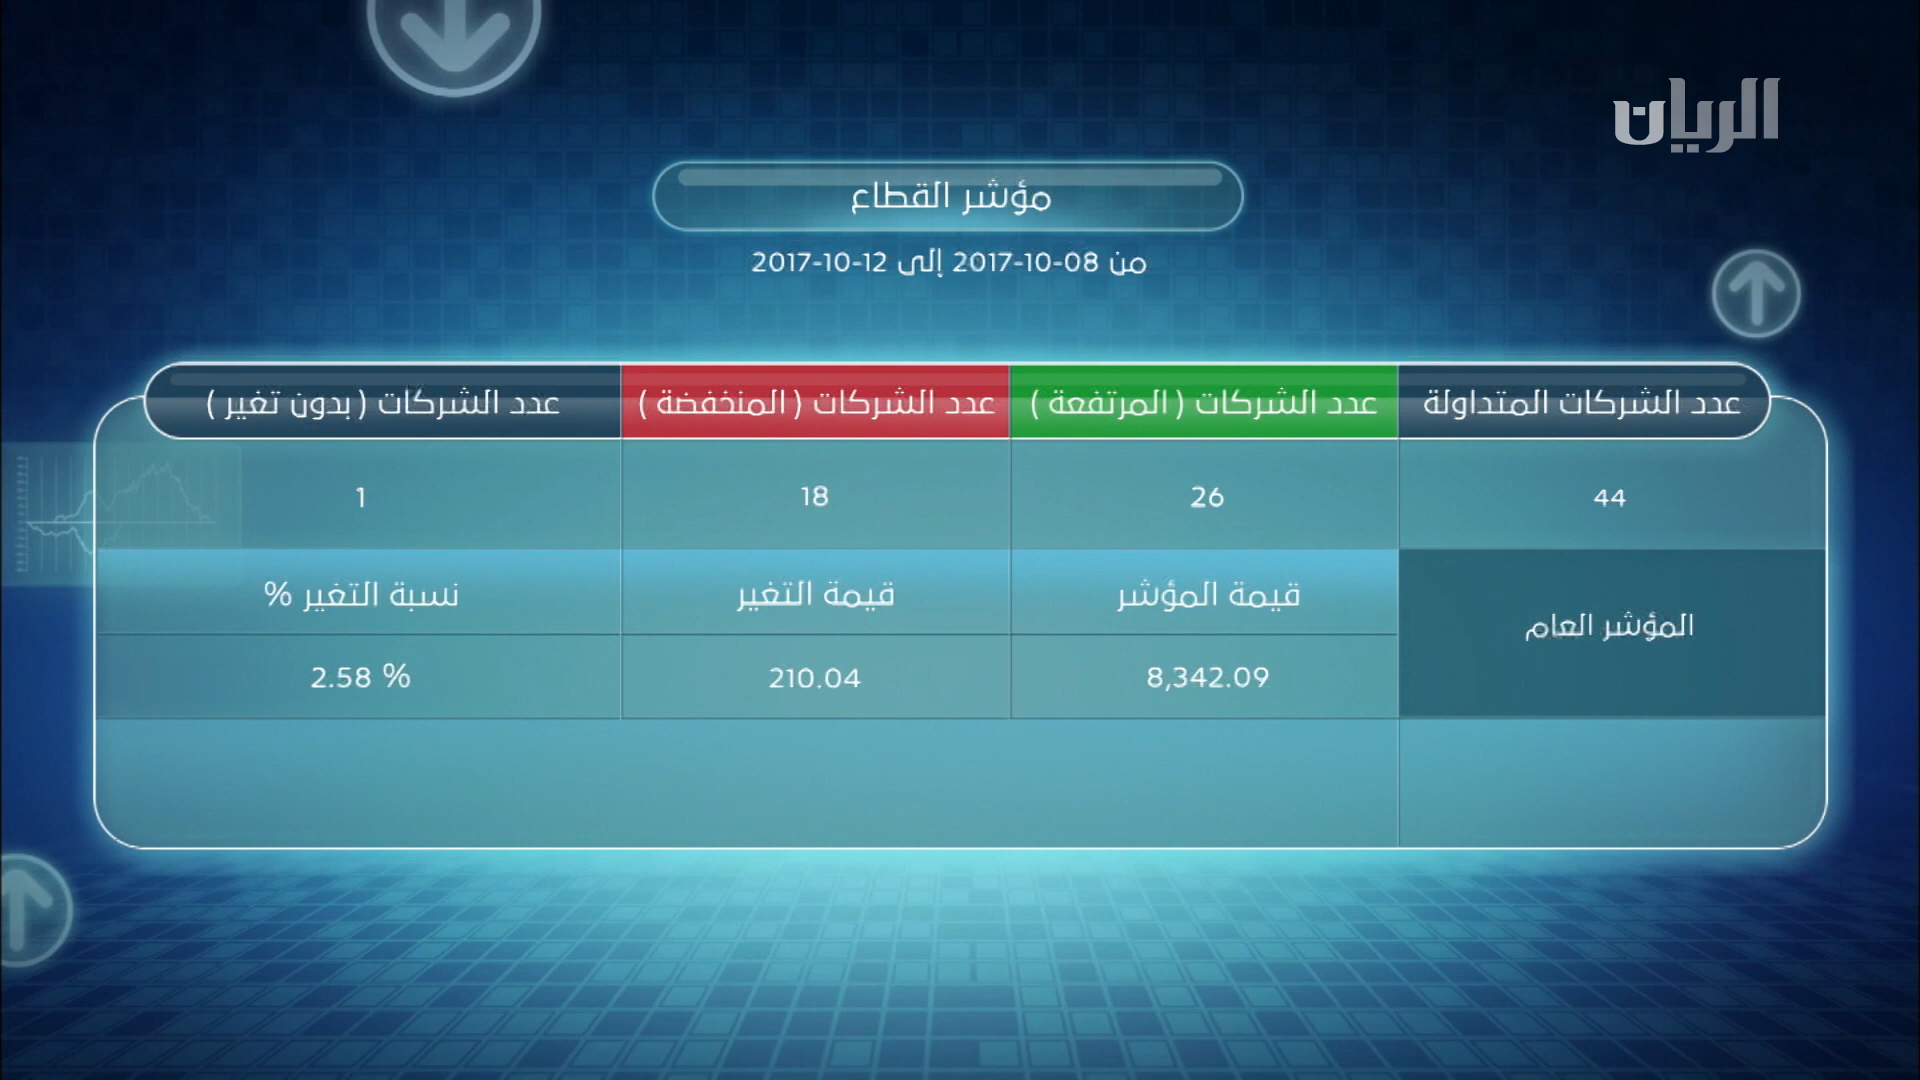 الريان
مؤشر القطاع
من 08-10-2017 إلى 12-10-2017
عدد الشركات المتداولة
عدد الشركات ( المرتفعة )
عدد الشركات ( المنخفضة )
عدد الشركات ( بدون تغير )
44
26
18
1
المؤشر العام
قيمة المؤشر
قيمة التغير
نسبة التغير %
8,342.09
210.04
2.58 %